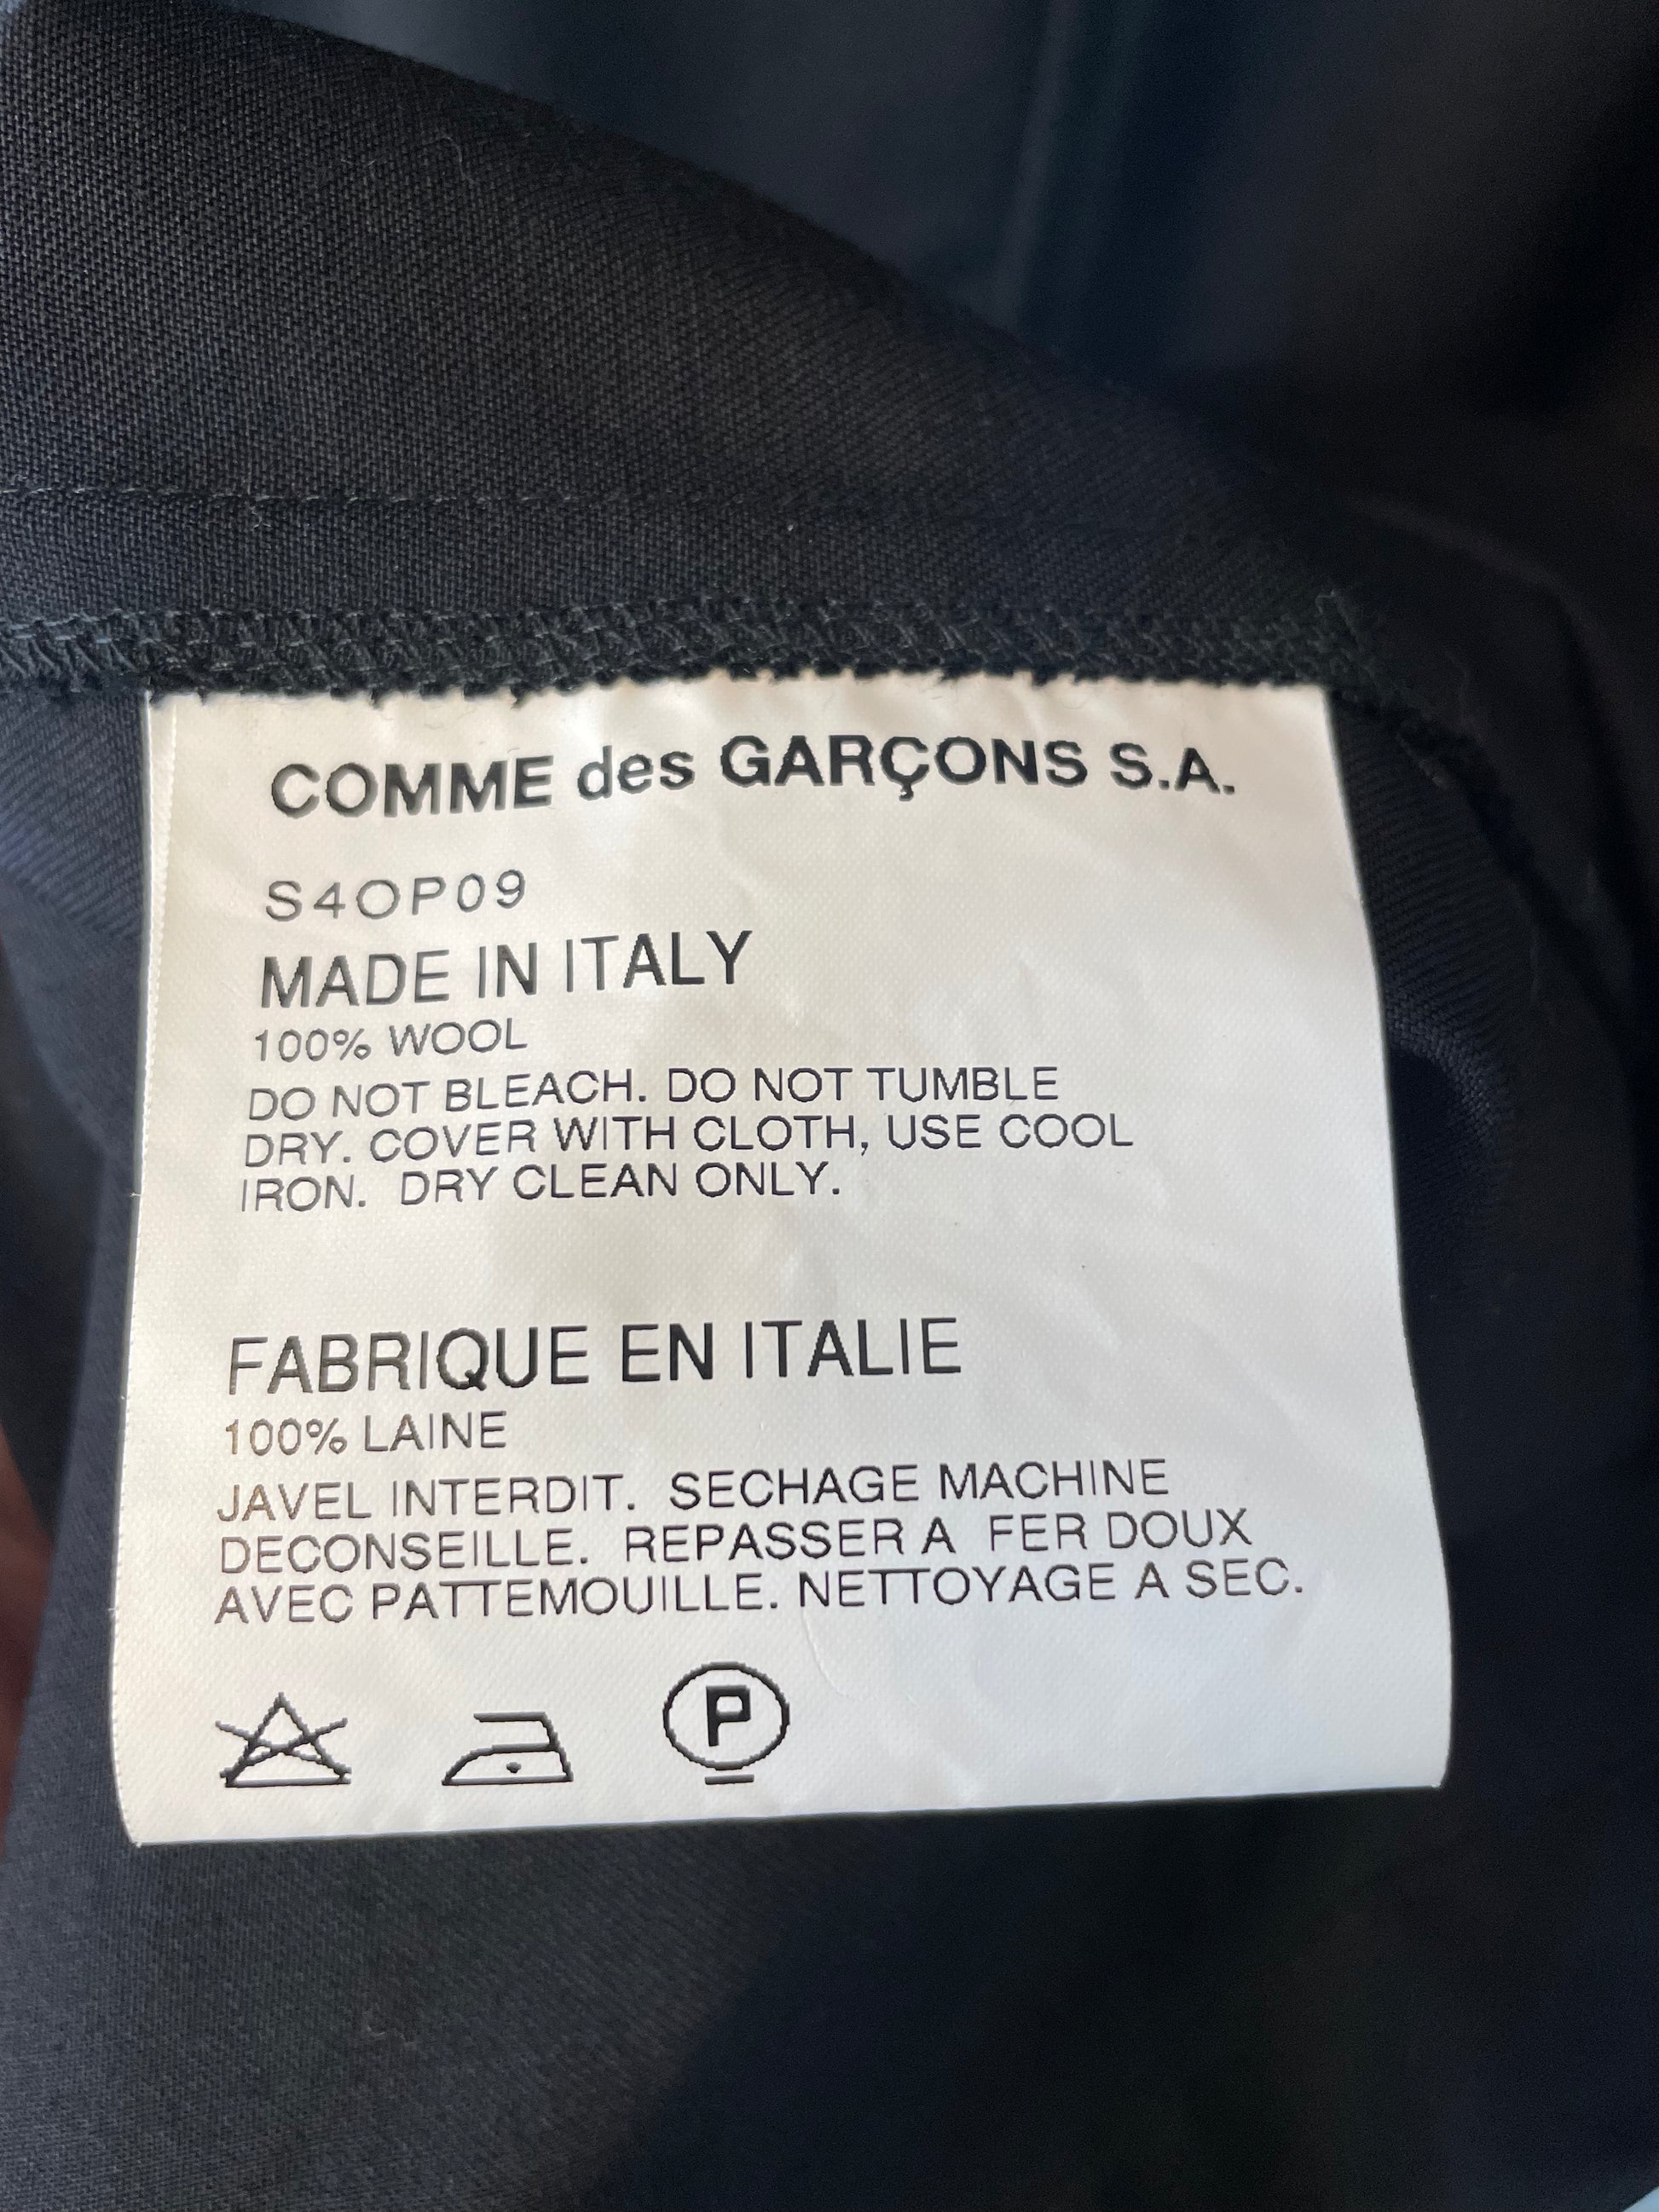 COMME des GARÇONS S.A.
S4OP09
MADE IN ITALY
100% WOOL
DO NOT BLEACH. DO NOT TUMBLE
DRY. COVER WITH CLOTH, USE COOL
IRON. DRY CLEAN ONLY.
FABRIQUE EN ITALIE
100% LAINE
JAVEL INTERDIT. SECHAGE MACHINE
DECONSEILLE. REPASSER A FER DOUX
AVEC PATTEMOUILLE. NETTOYAGE A SEC.
P